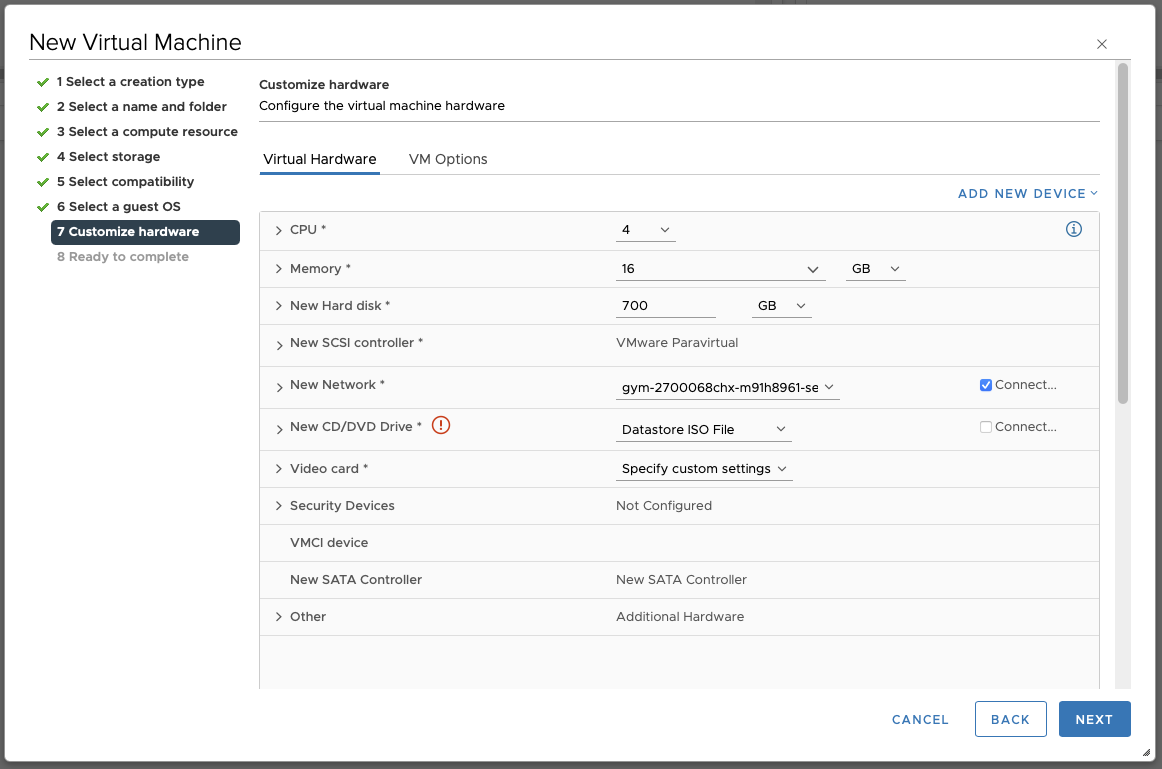 New Virtual Machine
1 Select a creation type
2 Select a name and folder
3 Select a compute resource
4 Select storage
5 Select compatibility
6 Select a guest OS
7 Customize hardware
8 Ready to complete
Customize hardware
Configure the virtual machine hardware
Virtual Hardware VM Options
ADD NEW DEVICE
CPU * 4
Memory * 16 GB
New Hard disk * 700 GB
New SCSI controller * VMware Paravirtual
New Network * gym-2700068chx-m91h8961-se Connect...
New CD/DVD Drive * Datastore ISO File Connect...
Video card * Specify custom settings
Security Devices Not Configured
VMCI device
New SATA Controller New SATA Controller
Other Additional Hardware
CANCEL BACK NEXT